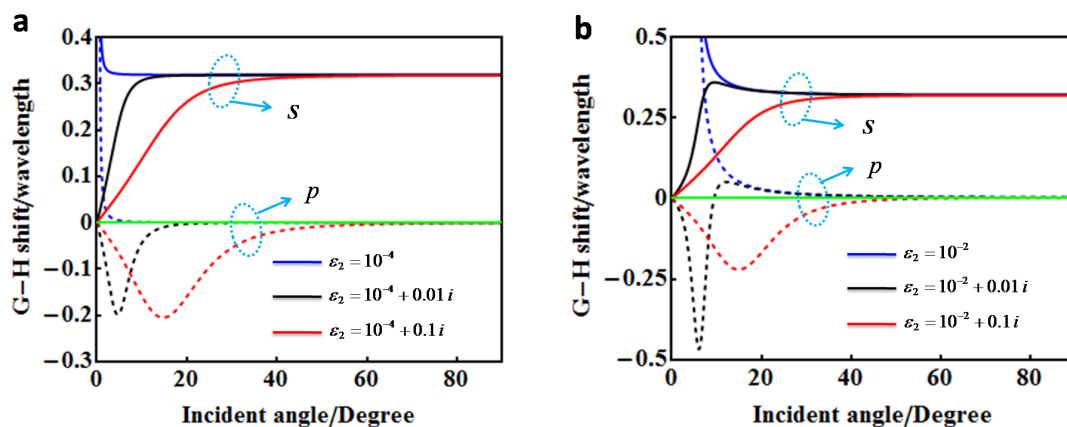 a
0.4
0.3
0.2
0.1
0
−0.1
−0.2
−0.3
G−H shift/wavelength
s
p
ε₂ = 10⁻⁴
ε₂ = 10⁻⁴ + 0.01 i
ε₂ = 10⁻⁴ + 0.1 i
0 20 40 60 80
Incident angle/Degree
b
0.5
0.25
0
−0.25
−0.5
G−H shift/wavelength
s
p
ε₂ = 10⁻²
ε₂ = 10⁻² + 0.01 i
ε₂ = 10⁻² + 0.1 i
0 20 40 60 80
Incident angle/Degree